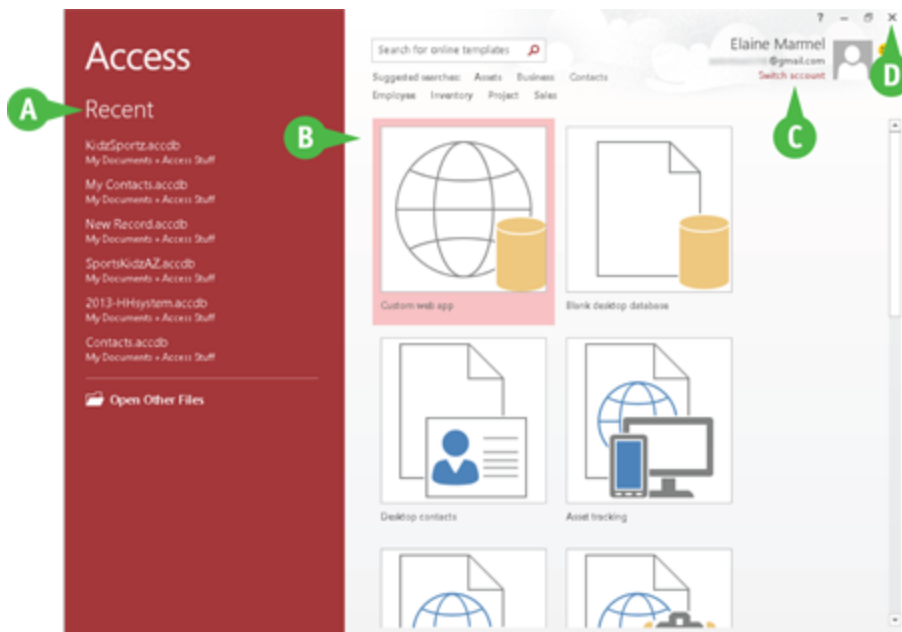 Access
Recent
KidzSportz.accdb
My Documents » Access Stuff
My Contacts.accdb
My Documents » Access Stuff
New Record.accdb
My Documents » Access Stuff
SportsKidzAZ.accdb
My Documents » Access Stuff
2013-HHsystem.accdb
My Documents » Access Stuff
Contacts.accdb
My Documents » Access Stuff
Open Other Files
A
Search for online templates
Suggested searches: Assets Business Contacts
Employee Inventory Project Sales
?
Elaine Marmel
@gmail.com
Switch account
D
C
B
Custom web app
Blank desktop database
Desktop contacts
Asset tracking